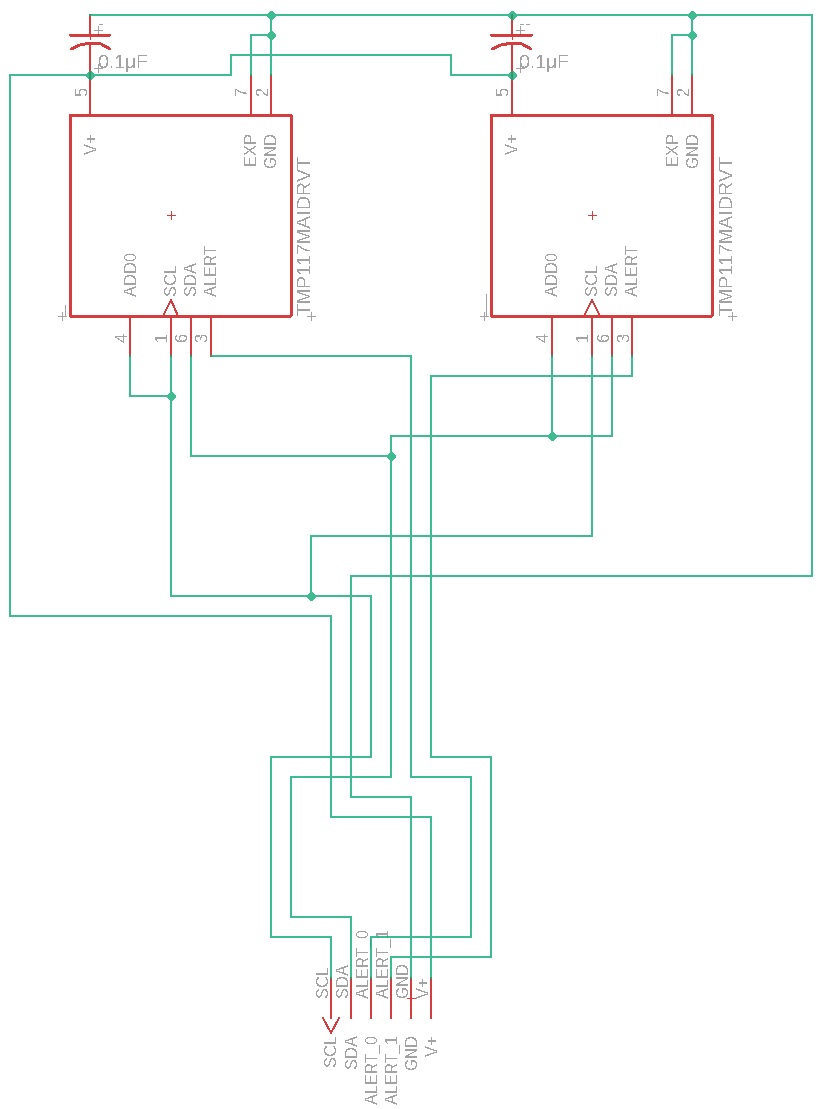 0.1µF
0.1µF
5
7
2
5
7
2
V+
EXP
GND
TMP117MAIDRVT
V+
EXP
GND
TMP117MAIDRVT
ADD0
SCL
SDA
ALERT
ADD0
SCL
SDA
ALERT
4
1
6
3
4
1
6
3
SCL
SDA
ALERT_0
ALERT_1
GND
V+
SCL
SDA
ALERT_0
ALERT_1
GND
V+